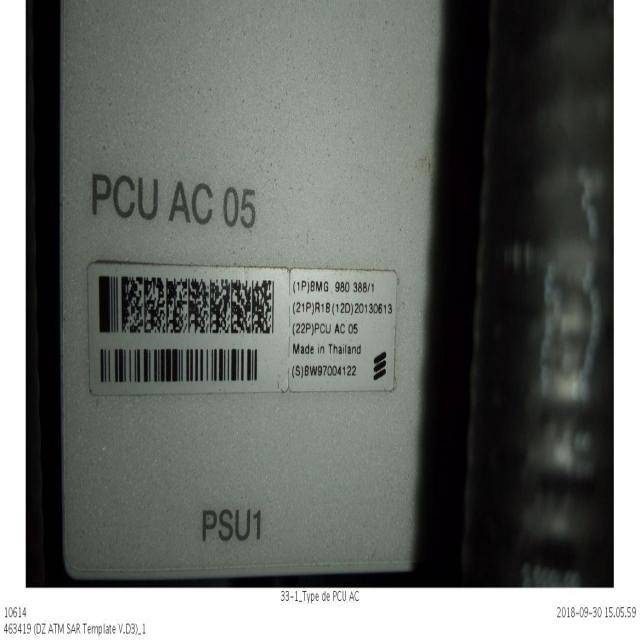 PCU AC 05
(1P)BMG 980 388/1
(21P)R1B(12D)20130613
(22P)PCU AC 05
Made in Thailand
(S)BW97004122
PSU1
33-1_Type de PCU AC
10614
2018-09-30 15.05.59
463419 (DZ ATM SAR Template V.D3)_1